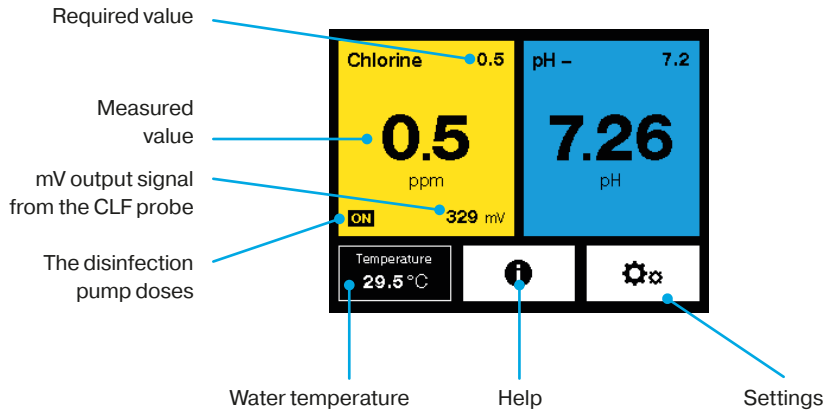 Required value
Chlorine 0.5
pH – 7.2
Measured
value
0.5
ppm
7.26
pH
mV output signal
from the CLF probe
ON
329 mV
The disinfection
pump doses
Temperature
29.5°C
Water temperature
Help
Settings